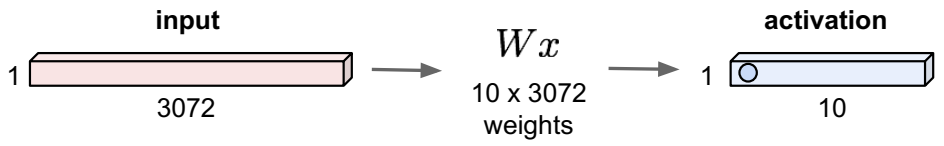 input
1
3072
Wx
10 x 3072
weights
activation
1
10